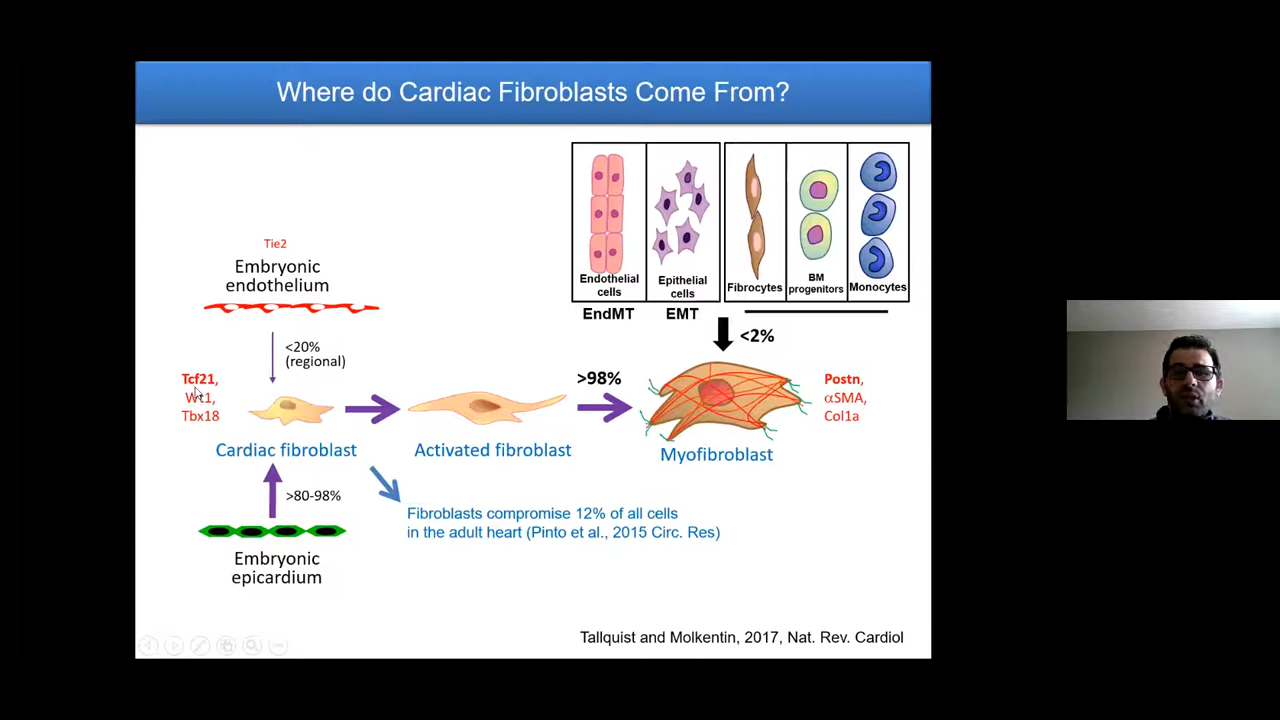 Where do Cardiac Fibroblasts Come From?
Endothelial
cells
Epithelial
cells
Fibrocytes
BM
progenitors
Monocytes
EndMT
EMT
<2%
Tie2
Embryonic
endothelium
<20%
(regional)
Tcf21,
Wt1,
Tbx18
>98%
Postn,
αSMA,
Col1a
Cardiac fibroblast
Activated fibroblast
Myofibroblast
>80-98%
Fibroblasts compromise 12% of all cells
in the adult heart (Pinto et al., 2015 Circ. Res)
Embryonic
epicardium
Tallquist and Molkentin, 2017, Nat. Rev. Cardiol